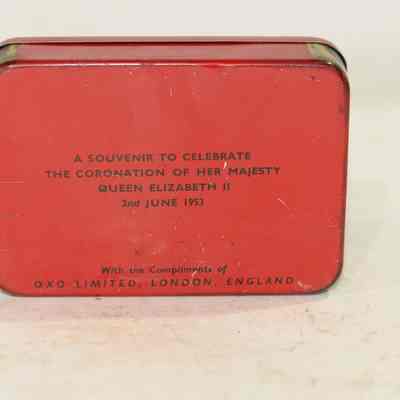 A SOUVENIR TO CELEBRATE
THE CORONATION OF HER MAJESTY
QUEEN ELIZABETH II
2nd JUNE 1953
With the Compliments of
OXO LIMITED, LONDON, ENGLAND